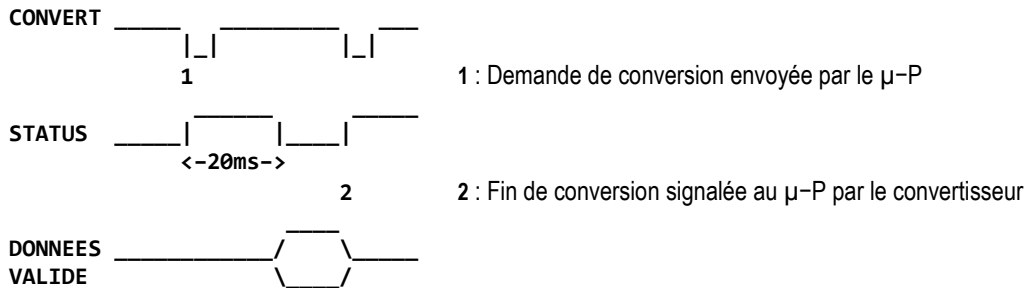 CONVERT
1
1 : Demande de conversion envoyée par le µ−P
STATUS
<−20ms−>
2
2 : Fin de conversion signalée au µ−P par le convertisseur
DONNEES
VALIDE